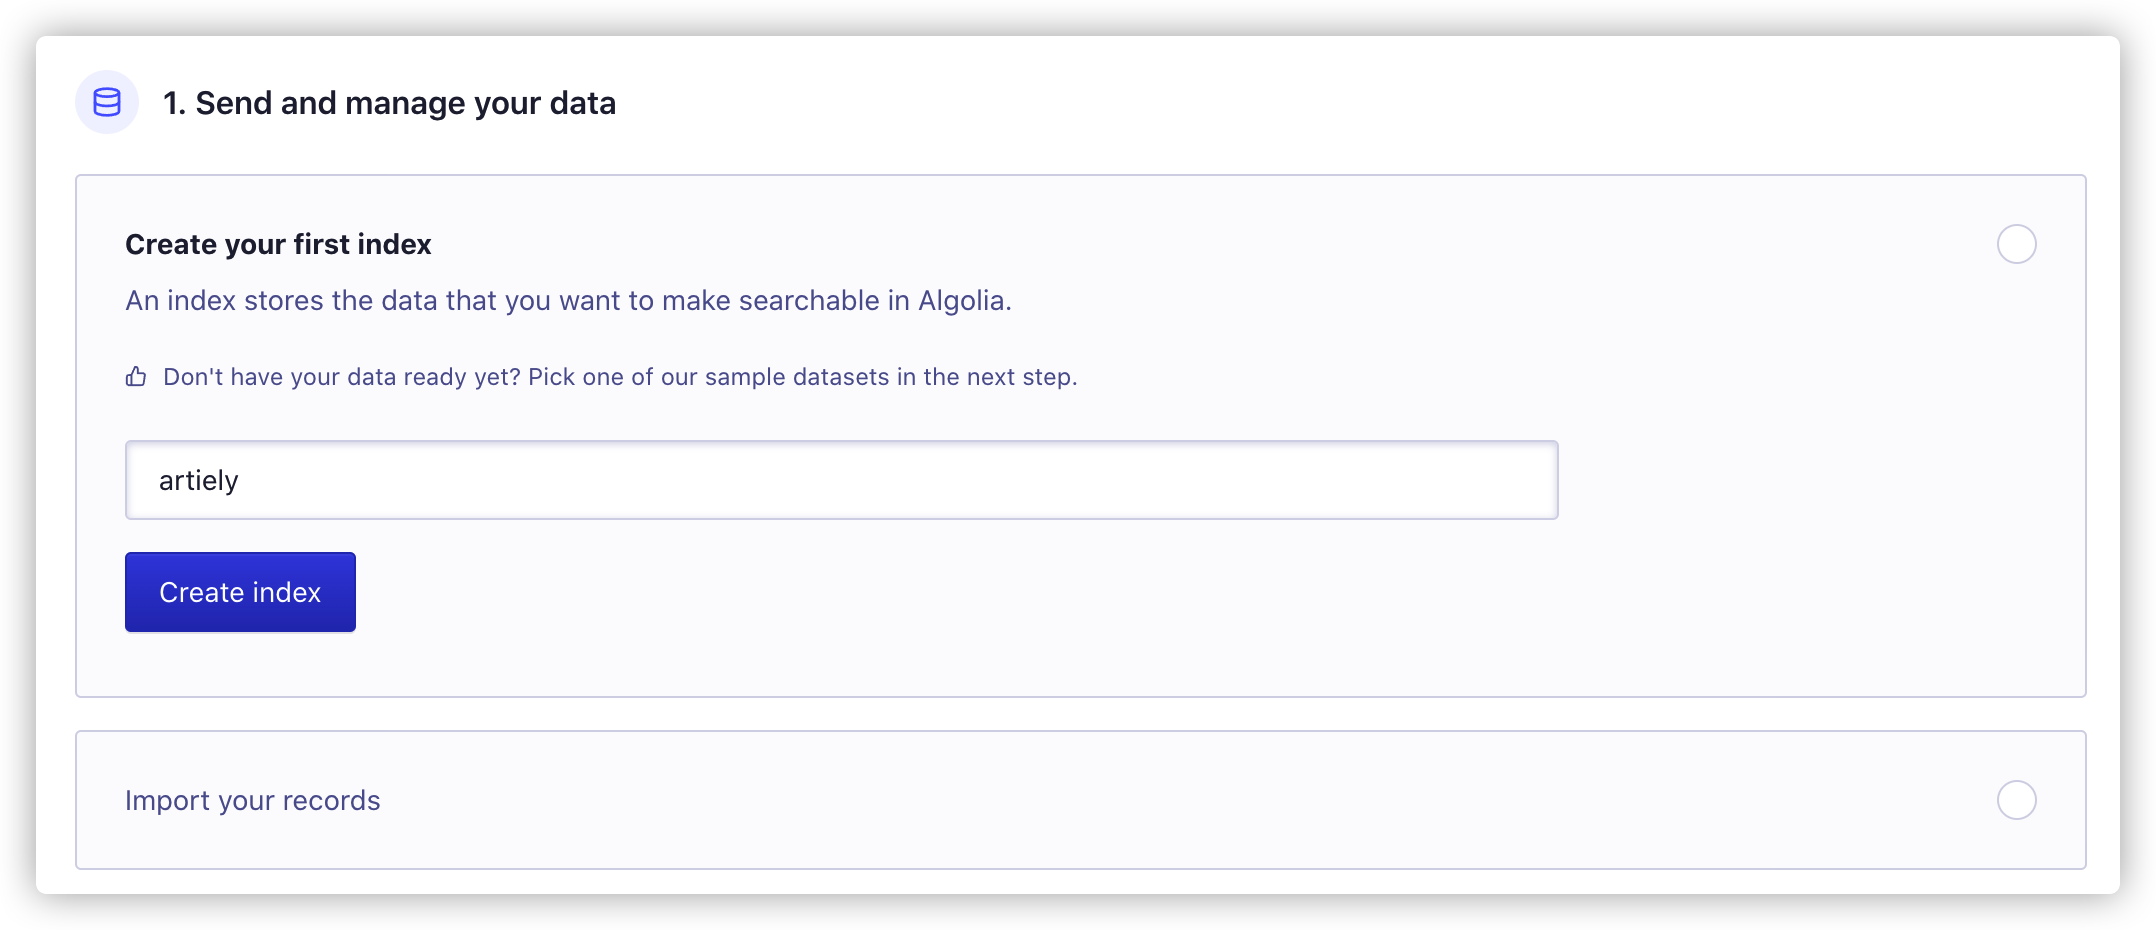 1. Send and manage your data
Create your first index
An index stores the data that you want to make searchable in Algolia.
Don't have your data ready yet? Pick one of our sample datasets in the next step.
artiely
Create index
Import your records